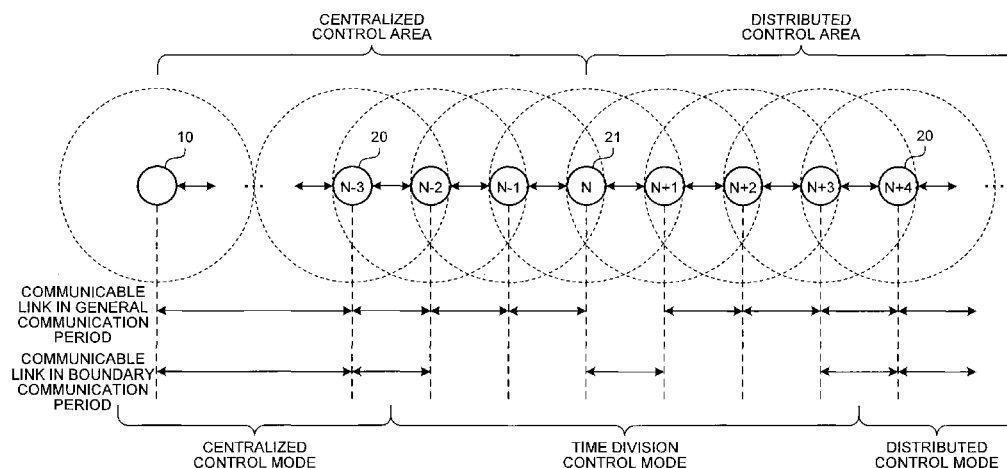 CENTRALIZED
CONTROL AREA
DISTRIBUTED
CONTROL AREA
10
20
21
20
...
N-3
N-2
N-1
N
N+1
N+2
N+3
N+4
...
COMMUNICABLE
LINK IN GENERAL
COMMUNICATION
PERIOD
COMMUNICABLE
LINK IN BOUNDARY
COMMUNICATION
PERIOD
CENTRALIZED
CONTROL MODE
TIME DIVISION
CONTROL MODE
DISTRIBUTED
CONTROL MODE